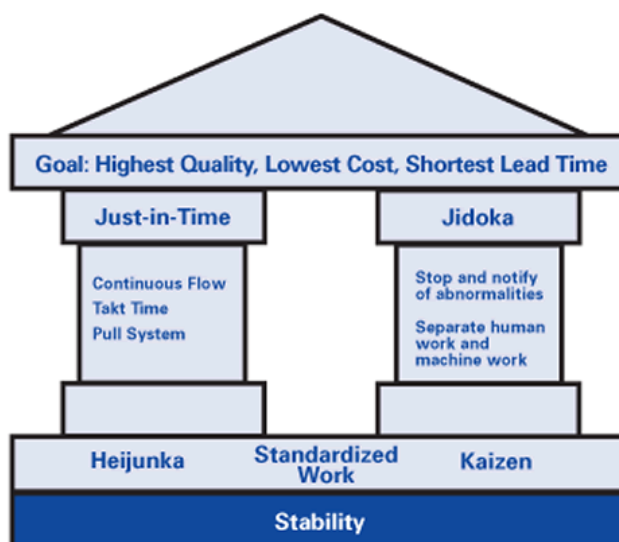 Goal: Highest Quality, Lowest Cost, Shortest Lead Time
Just-in-Time
Continuous Flow
Takt Time
Pull System
Jidoka
Stop and notify
of abnormalities
Separate human
work and
machine work
Heijunka
Standardized
Work
Kaizen
Stability